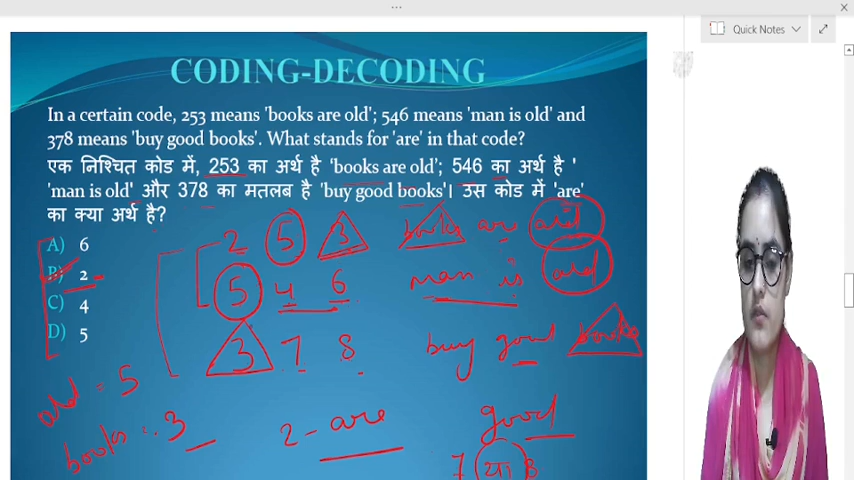 Quick Notes
CODING-DECODING
In a certain code, 253 means 'books are old'; 546 means 'man is old' and
378 means 'buy good books'. What stands for 'are' in that code?
एक निश्चित कोड में, 253 का अर्थ है 'books are old'; 546 का अर्थ है '
'man is old' और 378 का मतलब है 'buy good books'। उस कोड में 'are'
का क्या अर्थ है?
A) 6
B) 2
C) 4
D) 5
2 5 3 books are old
5 4 6 man is old
3 7 8 buy good books
old = 5
books = 3
2 - are
good
7 या 8